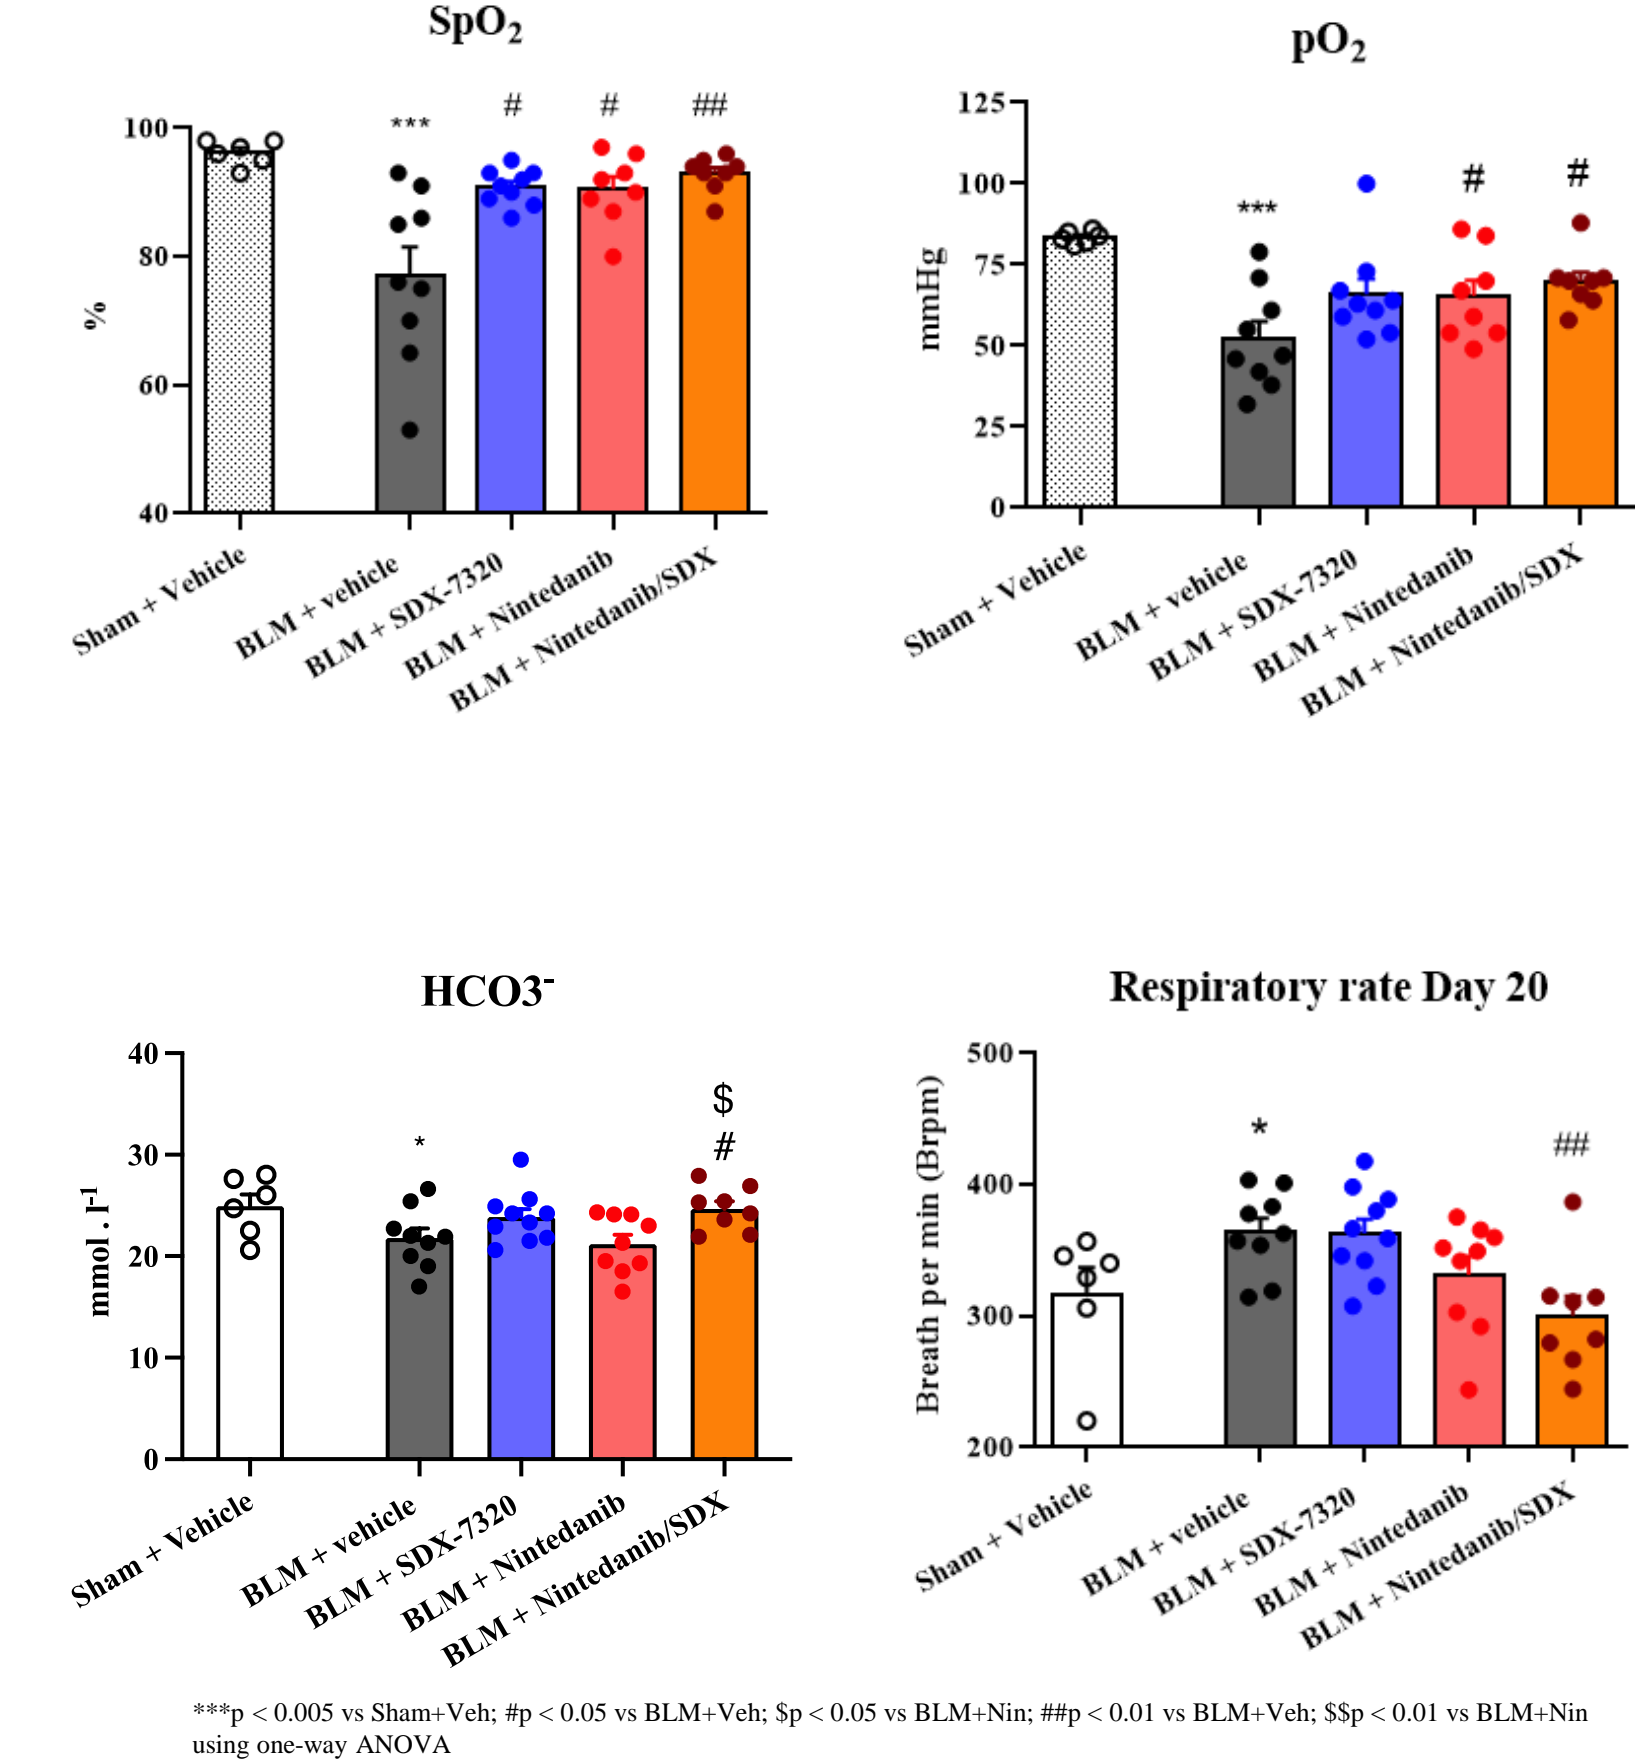 SpO2
***
#
#
##
100
80
60
40
%
Sham + Vehicle
BLM + vehicle
BLM + SDX-7320
BLM + Nintedanib
BLM + Nintedanib/SDX
pO2
***
#
#
125
100
75
50
25
0
mmHg
Sham + Vehicle
BLM + vehicle
BLM + SDX-7320
BLM + Nintedanib
BLM + Nintedanib/SDX
HCO3-
*
$
#
40
30
20
10
0
mmol . l-1
Sham + Vehicle
BLM + vehicle
BLM + SDX-7320
BLM + Nintedanib
BLM + Nintedanib/SDX
Respiratory rate Day 20
*
##
500
400
300
200
Breath per min (Brpm)
Sham + Vehicle
BLM + vehicle
BLM + SDX-7320
BLM + Nintedanib
BLM + Nintedanib/SDX
***p < 0.005 vs Sham+Veh; #p < 0.05 vs BLM+Veh; $p < 0.05 vs BLM+Nin; ##p < 0.01 vs BLM+Veh; $$p < 0.01 vs BLM+Nin
using one-way ANOVA